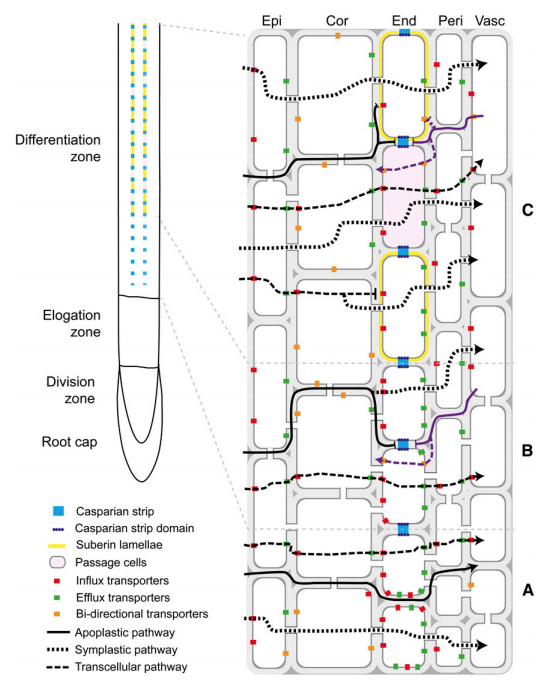 Epi Cor End Peri Vasc
Differentiation
zone
C
Elogation
zone
Division
zone
B
Root cap
Casparian strip
Casparian strip domain
Suberin lamellae
Passage cells
Influx transporters
Efflux transporters
Bi-directional transporters
A
Apoplastic pathway
Symplastic pathway
Transcellular pathway